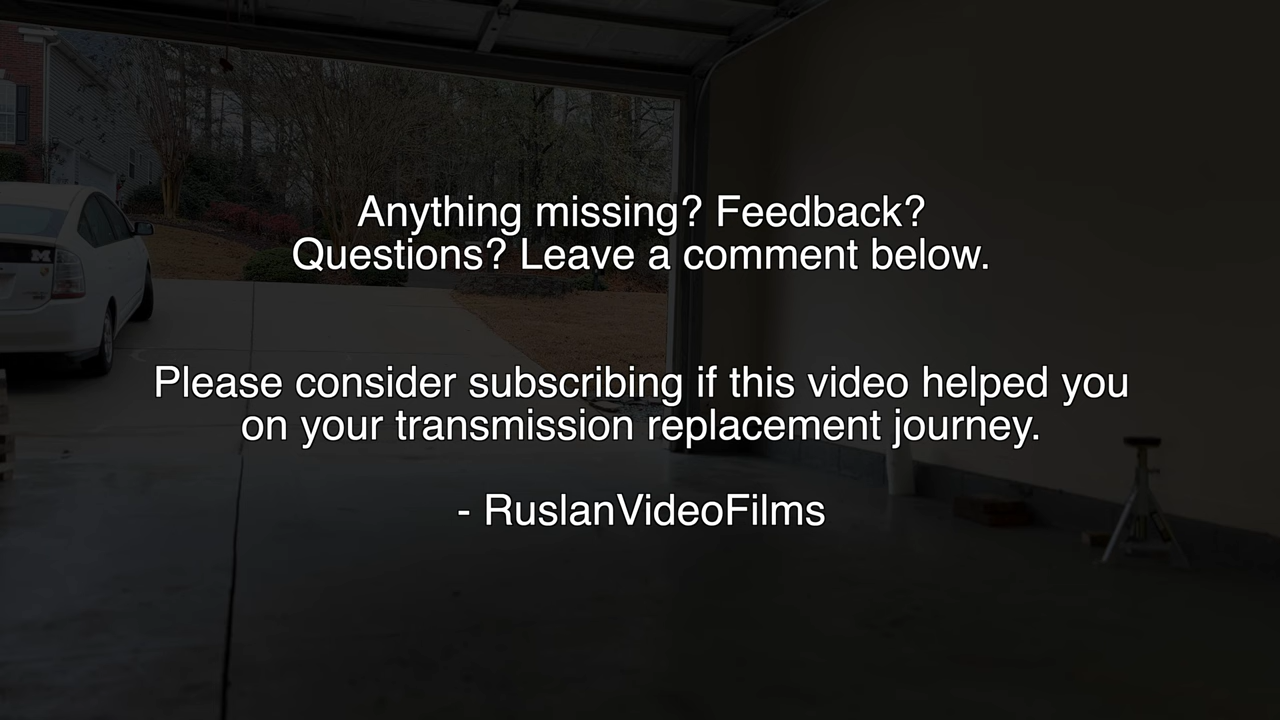 Anything missing? Feedback?
Questions? Leave a comment below.
Please consider subscribing if this video helped you
on your transmission replacement journey.
- RuslanVideoFilms
M